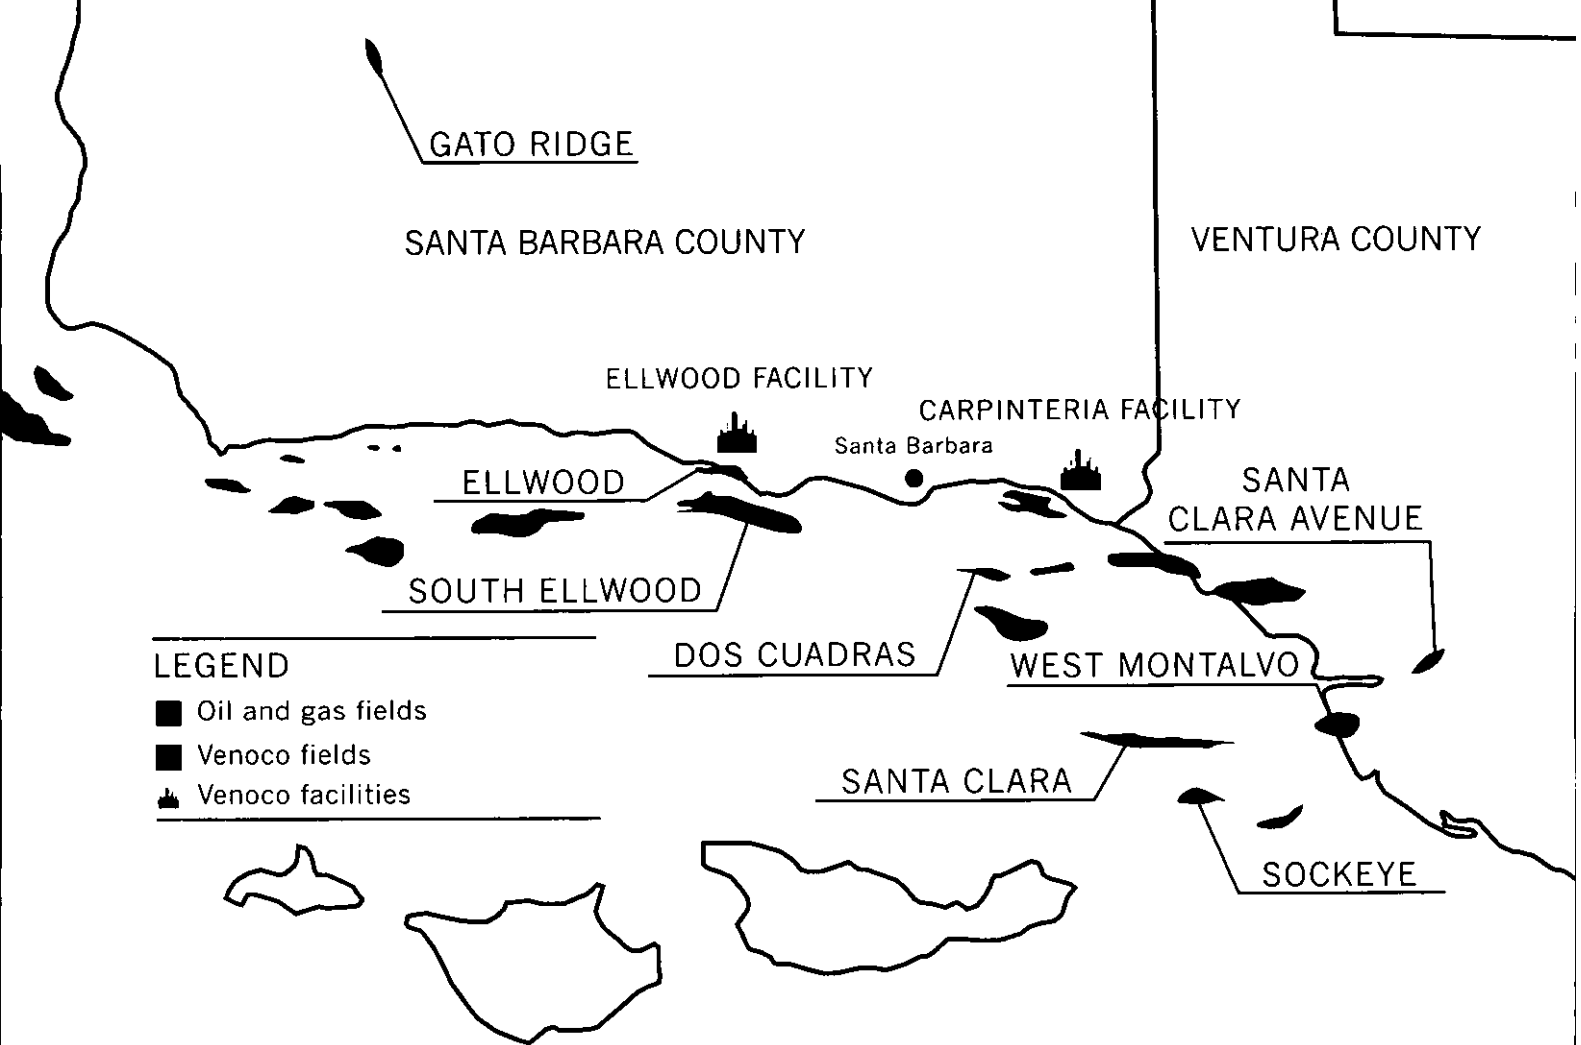 GATO RIDGE
SANTA BARBARA COUNTY
VENTURA COUNTY
ELLWOOD FACILITY
CARPINTERIA FACILITY
Santa Barbara
ELLWOOD
SANTA
CLARA AVENUE
SOUTH ELLWOOD
DOS CUADRAS
WEST MONTALVO
LEGEND
Oil and gas fields
Venoco fields
Venoco facilities
SANTA CLARA
SOCKEYE